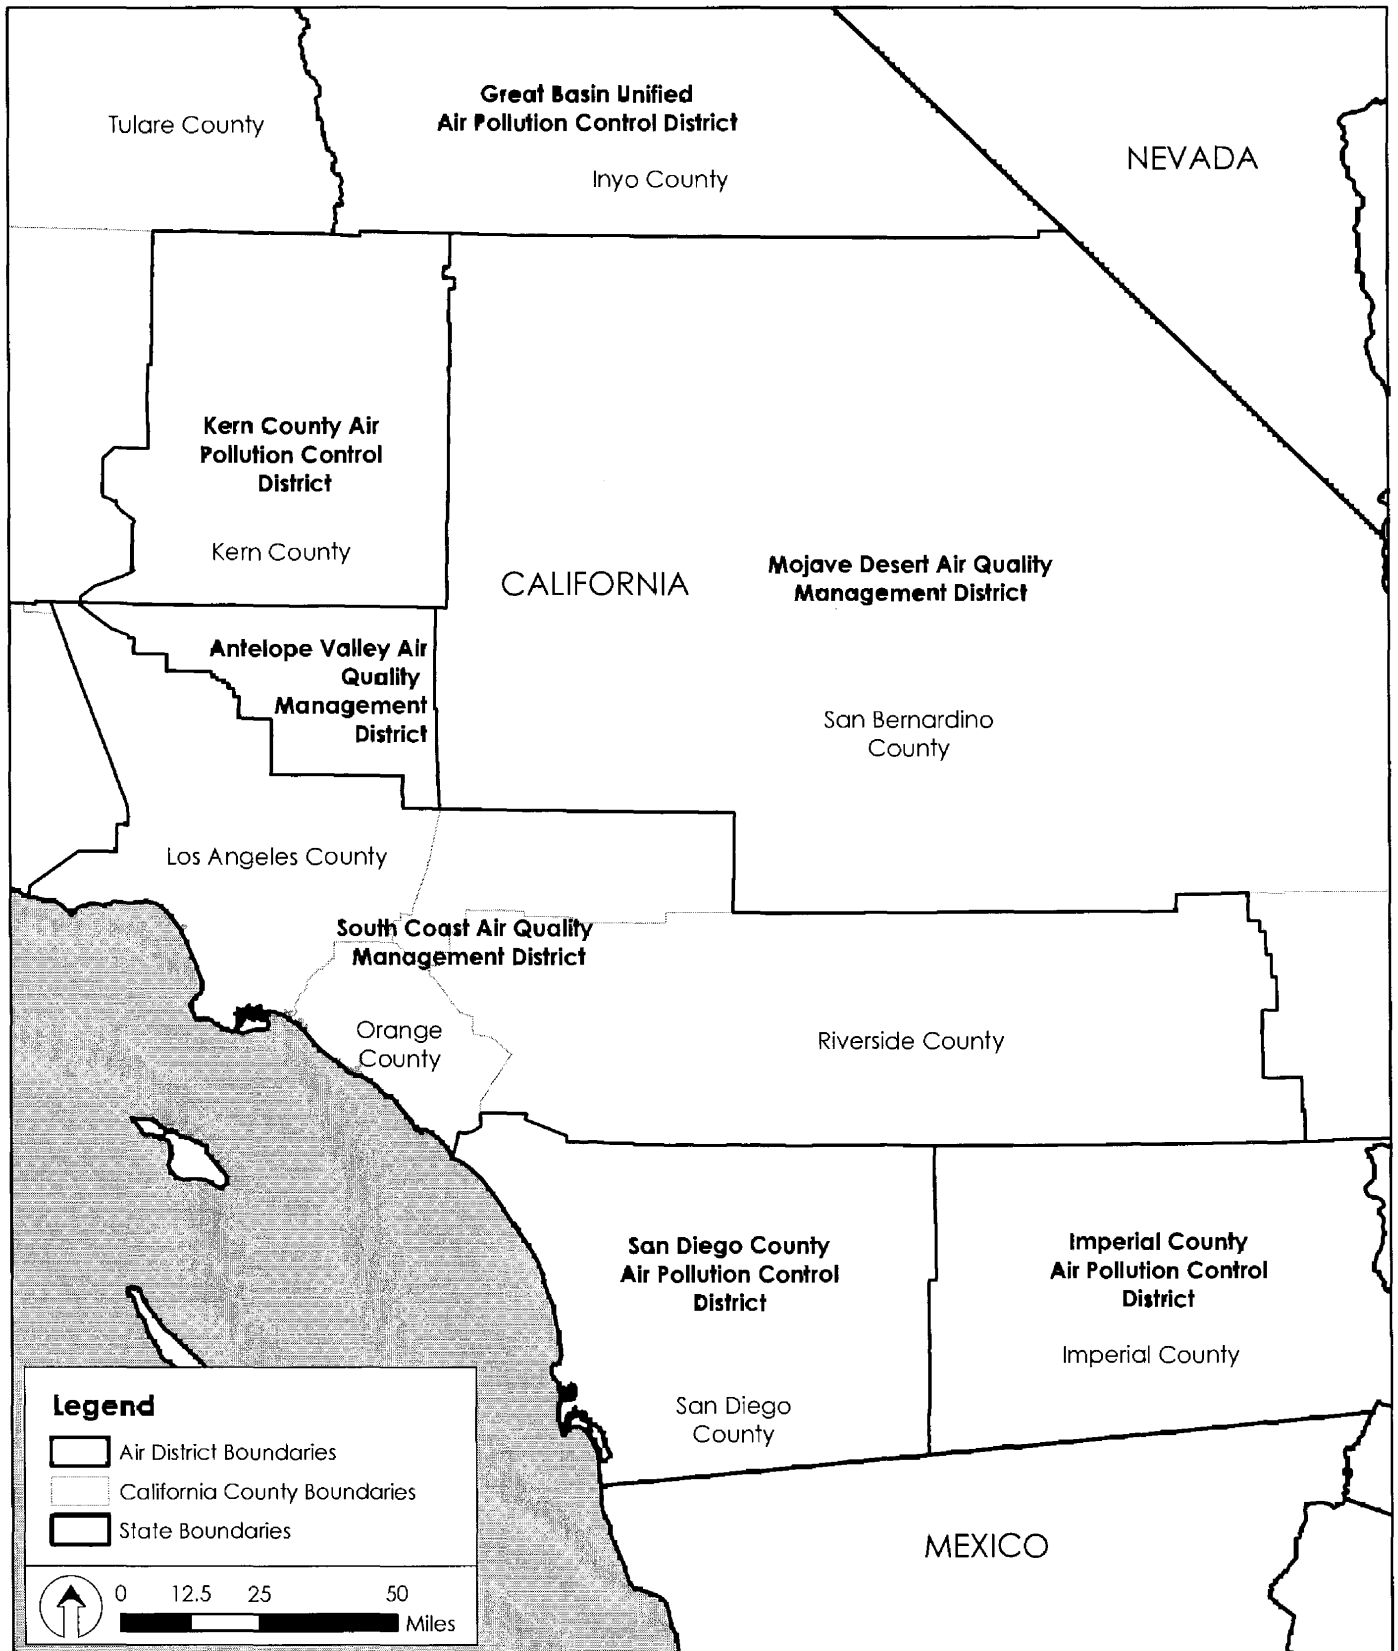 Great Basin Unified
Air Pollution Control District
Tulare County
Inyo County
NEVADA
Kern County Air
Pollution Control
District
Kern County
CALIFORNIA
Mojave Desert Air Quality
Management District
Antelope Valley Air
Quality
Management
District
San Bernardino
County
Los Angeles County
South Coast Air Quality
Management District
Orange
County
Riverside County
San Diego County
Air Pollution Control
District
Imperial County
Air Pollution Control
District
Imperial County
San Diego
County
MEXICO
Legend
Air District Boundaries
California County Boundaries
State Boundaries
0 12.5 25 50
Miles